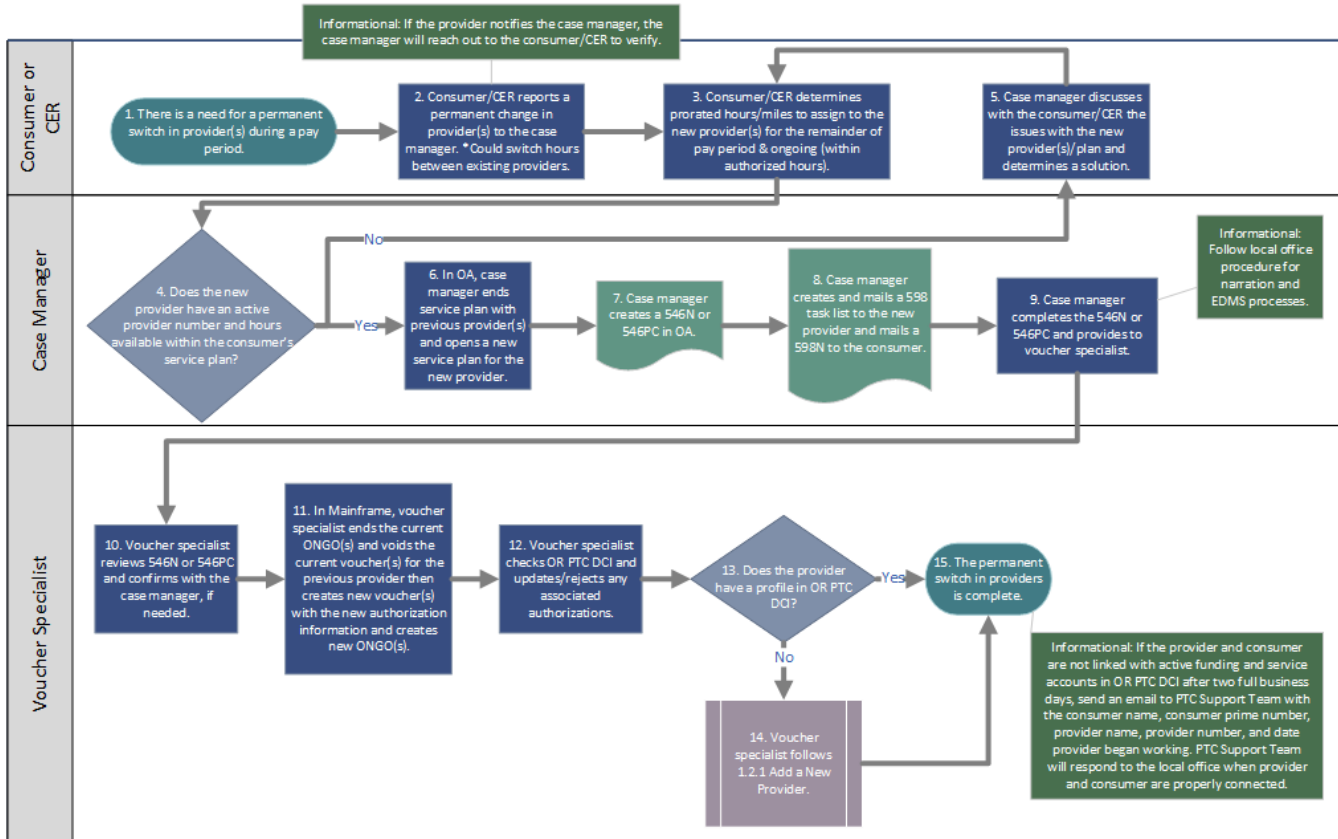 Informational: If the provider notifies the case manager, the
case manager will reach out to the consumer/CER to verify.
Consumer or
CER
1. There is a need for a permanent
switch in provider(s) during a pay
period.
2. Consumer/CER reports a
permanent change in
provider(s) to the case
manager. *Could switch hours
between existing providers.
3. Consumer/CER determines
prorated hours/miles to assign to the
new provider(s) for the remainder of
pay period & ongoing (within
authorized hours).
5. Case manager discusses
with the consumer/CER the
issues with the new
provider(s)/plan and
determines a solution.
Case Manager
4. Does the new
provider have an active
provider number and hours
available within the consumer's
service plan?
No
Yes
6. In OA, case
manager ends
service plan with
previous provider(s)
and opens a new
service plan for the
new provider.
7. Case manager
creates a 546N or
546PC in OA.
8. Case manager
creates and mails a 598
task list to the new
provider and mails a
598N to the consumer.
9. Case manager
completes the 546N or
546PC and provides to
voucher specialist.
Informational:
Follow local office
procedure for
narration and
EDMS processes.
Voucher Specialist
10. Voucher specialist
reviews 546N or 546PC
and confirms with the
case manager, if
needed.
11. In Mainframe, voucher
specialist ends the current
ONGO(s) and voids the
current voucher(s) for the
previous provider then
creates new voucher(s)
with the new authorization
information and creates
new ONGO(s).
12. Voucher specialist
checks OR PTC DCI and
updates/rejects any
associated
authorizations.
13. Does the provider
have a profile in OR PTC
DCI?
Yes
No
15. The permanent
switch in providers
is complete.
14. Voucher
specialist follows
1.2.1 Add a New
Provider.
Informational: If the provider and consumer
are not linked with active funding and service
accounts in OR PTC DCI after two full business
days, send an email to PTC Support Team with
the consumer name, consumer prime number,
provider name, provider number, and date
provider began working. PTC Support Team
will respond to the local office when provider
and consumer are properly connected.